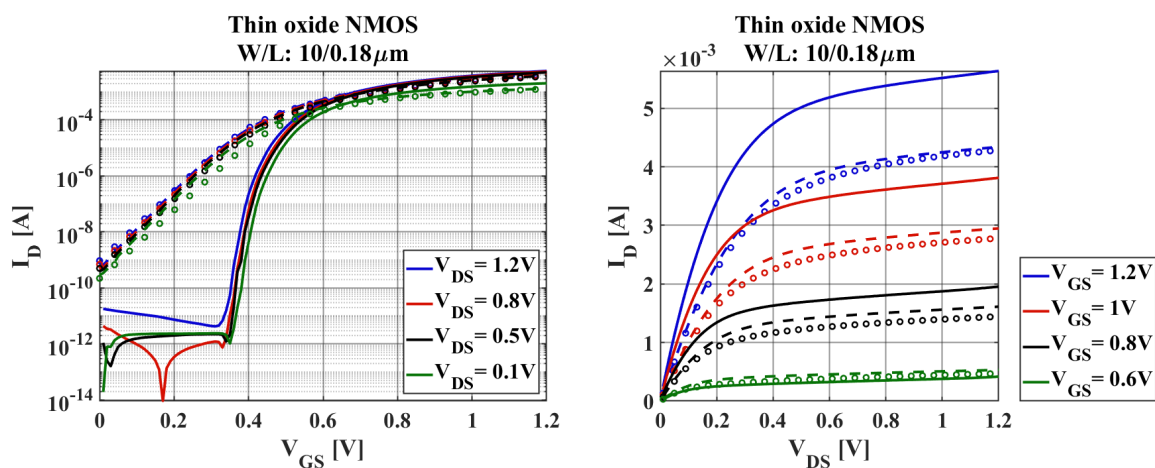 Thin oxide NMOS
W/L: 10/0.18μm
I_D [A]
10^-4
10^-6
10^-8
10^-10
10^-12
10^-14
0
0.2
0.4
0.6
0.8
1
1.2
V_GS [V]
V_DS = 1.2V
V_DS = 0.8V
V_DS = 0.5V
V_DS = 0.1V
Thin oxide NMOS
W/L: 10/0.18μm
×10^-3
I_D [A]
5
4
3
2
1
0
0
0.2
0.4
0.6
0.8
1.0
1.2
V_DS [V]
V_GS = 1.2V
V_GS = 1V
V_GS = 0.8V
V_GS = 0.6V